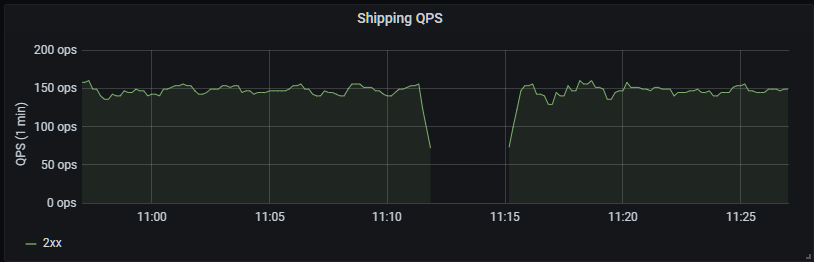 Shipping QPS
QPS (1 min)
200 ops
150 ops
100 ops
50 ops
0 ops
11:00 11:05 11:10 11:15 11:20 11:25
2xx